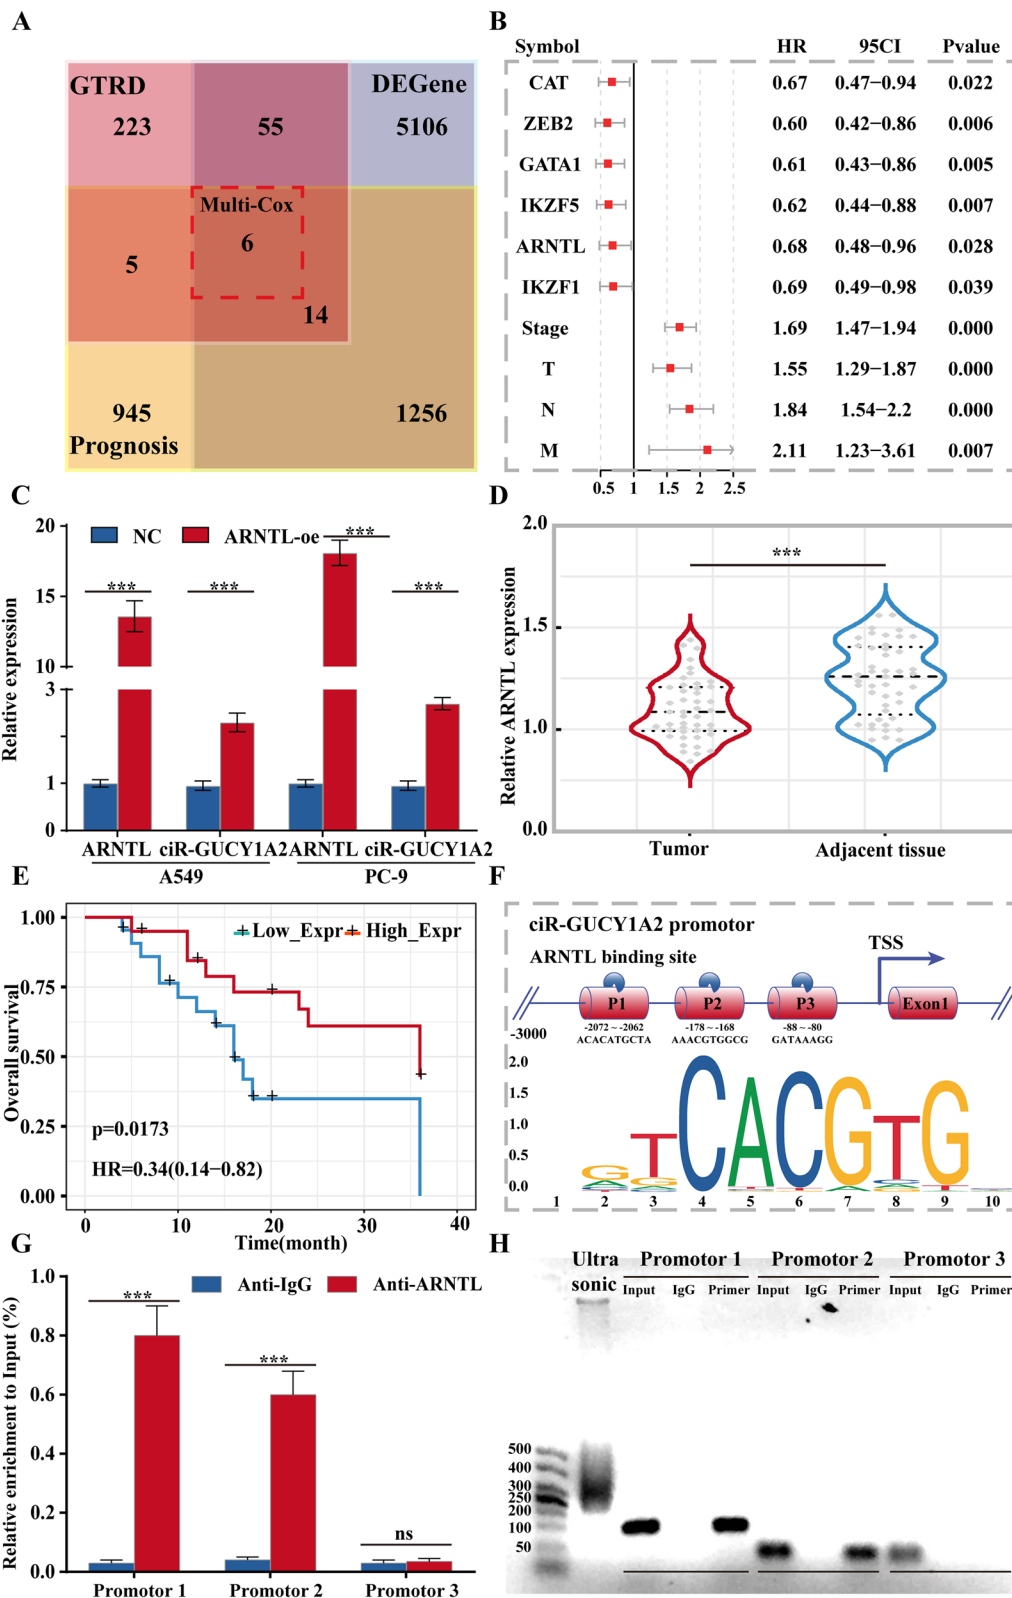 A
GTRD
DEGene
223
55
5106
Multi-Cox
6
5
14
945
1256
Prognosis
B
Symbol HR 95CI Pvalue
CAT 0.67 0.47−0.94 0.022
ZEB2 0.60 0.42−0.86 0.006
GATA1 0.61 0.43−0.86 0.005
IKZF5 0.62 0.44−0.88 0.007
ARNTL 0.68 0.48−0.96 0.028
IKZF1 0.69 0.49−0.98 0.039
Stage 1.69 1.47−1.94 0.000
T 1.55 1.29−1.87 0.000
N 1.84 1.54−2.2 0.000
M 2.11 1.23−3.61 0.007
0.5 1 1.5 2 2.5
C
NC ARNTL-oe
Relative expression
20
15
10
3
1
0
*** *** *** ***
ARNTL ciR-GUCY1A2 ARNTL ciR-GUCY1A2
A549 PC-9
D
Relative ARNTL expression
2.0
1.5
1.0
0.0
***
Tumor Adjacent tissue
E
Overall survival
1.00
0.75
0.50
0.25
0.00
Low_Expr High_Expr
p=0.0173
HR=0.34(0.14−0.82)
0 10 20 30 40
Time(month)
F
ciR-GUCY1A2 promotor
ARNTL binding site
TSS
P1 P2 P3 Exon1
-3000
-2072 ~ -2062 -178 ~ -168 -88 ~ -80
ACACATGCTA AAACGTGGCG GATAAAGG
2.0
1.5
1.0
0.5
0.0
TCACGTG
1 2 3 4 5 6 7 8 9 10
G
Relative enrichment to Input (%)
1.0
0.8
0.6
0.4
0.2
0.0
Anti-IgG Anti-ARNTL
***
***
ns
Promotor 1 Promotor 2 Promotor 3
H
Ultra
sonic
Promotor 1 Promotor 2 Promotor 3
Input IgG Primer Input IgG Primer Input IgG Primer
500
400
300
250
200
100
50